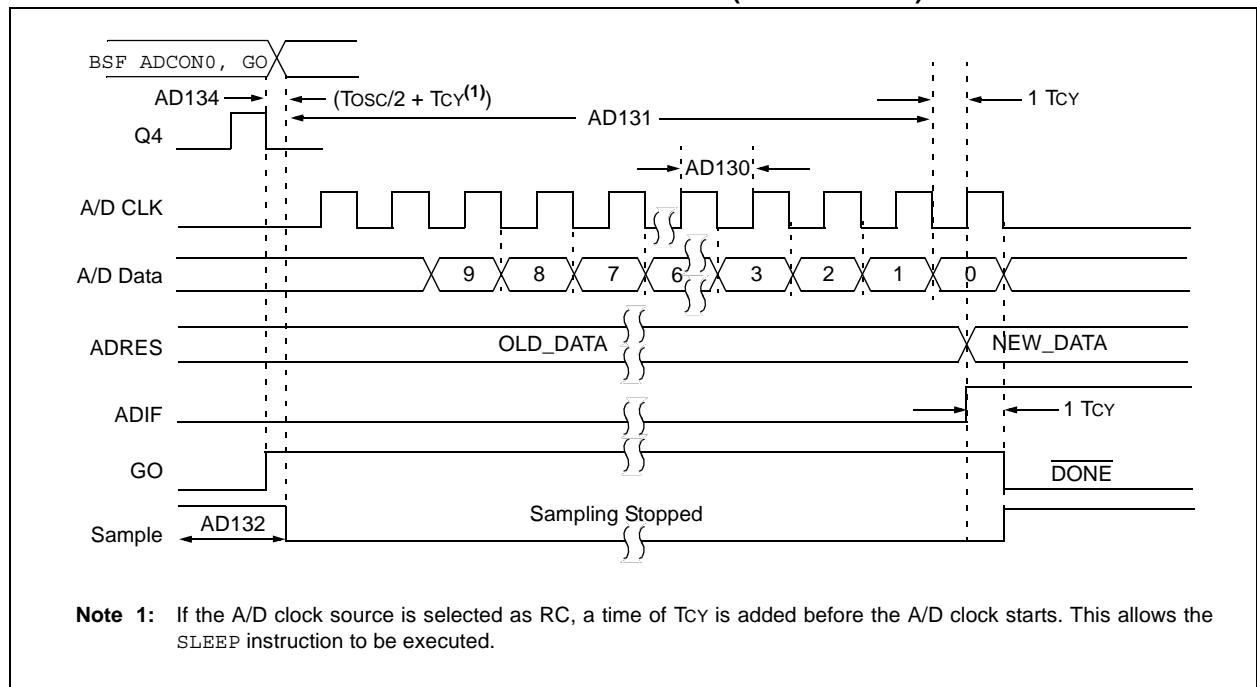 BSF ADCON0, GO
AD134 (TOSC/2 + TCY(1)) 1 TCY
AD131
Q4
AD130
A/D CLK
A/D Data 9 8 7 6 3 2 1 0
ADRES OLD_DATA NEW_DATA
ADIF 1 TCY
GO DONE
Sample AD132 Sampling Stopped
Note 1: If the A/D clock source is selected as RC, a time of TCY is added before the A/D clock starts. This allows the
SLEEP instruction to be executed.